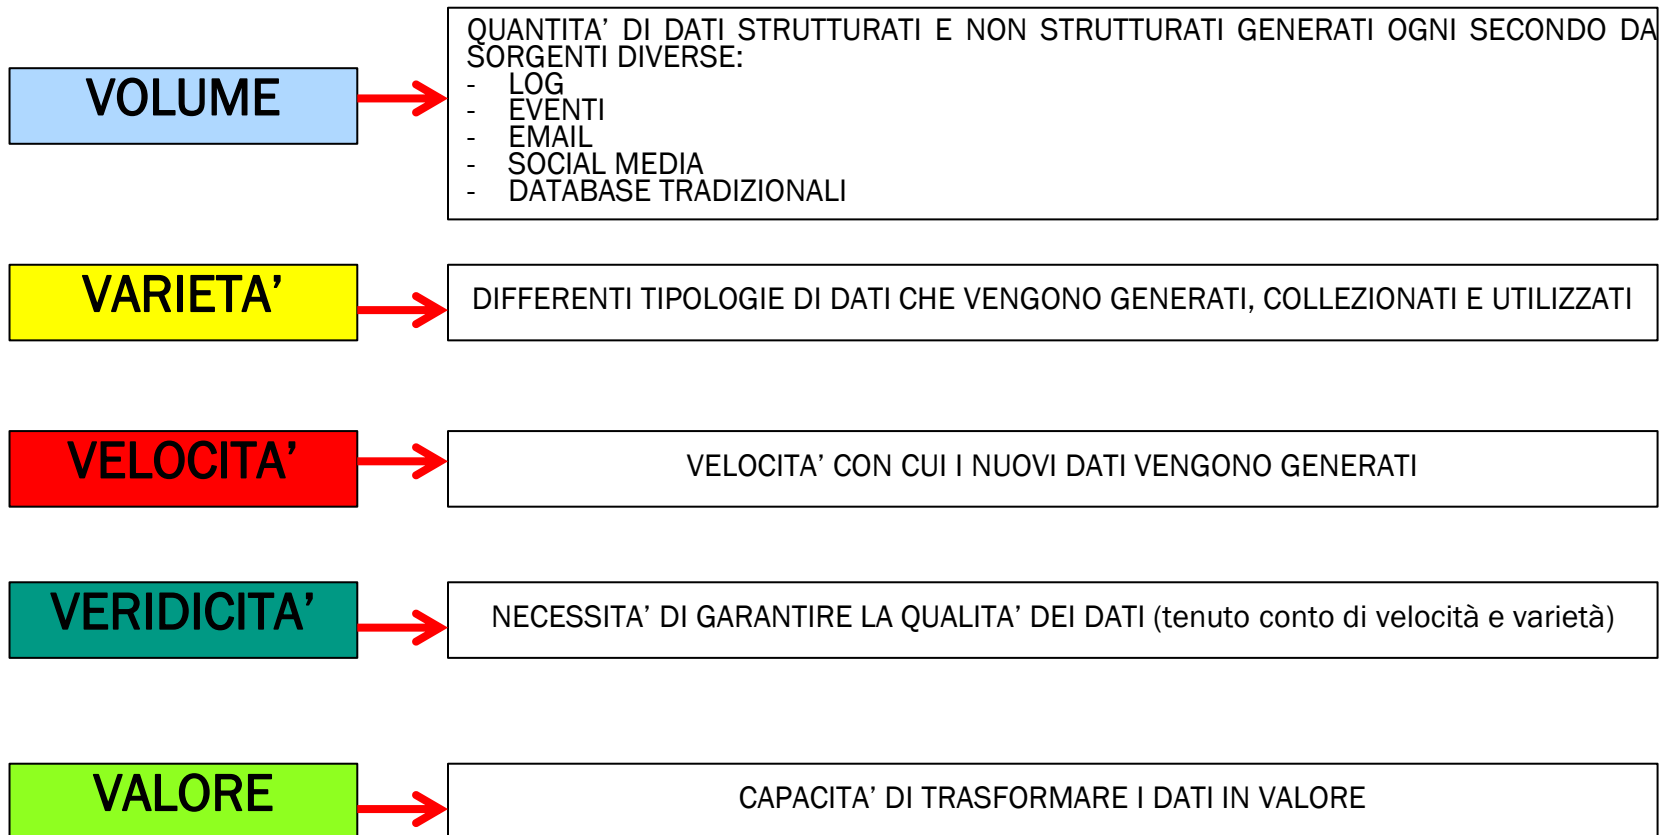 VOLUME
QUANTITA’ DI DATI STRUTTURATI E NON STRUTTURATI GENERATI OGNI SECONDO DA
SORGENTI DIVERSE:
- LOG
- EVENTI
- EMAIL
- SOCIAL MEDIA
- DATABASE TRADIZIONALI
VARIETA’
DIFFERENTI TIPOLOGIE DI DATI CHE VENGONO GENERATI, COLLEZIONATI E UTILIZZATI
VELOCITA’
VELOCITA’ CON CUI I NUOVI DATI VENGONO GENERATI
VERIDICITA’
NECESSITA’ DI GARANTIRE LA QUALITA’ DEI DATI (tenuto conto di velocità e varietà)
VALORE
CAPACITA’ DI TRASFORMARE I DATI IN VALORE